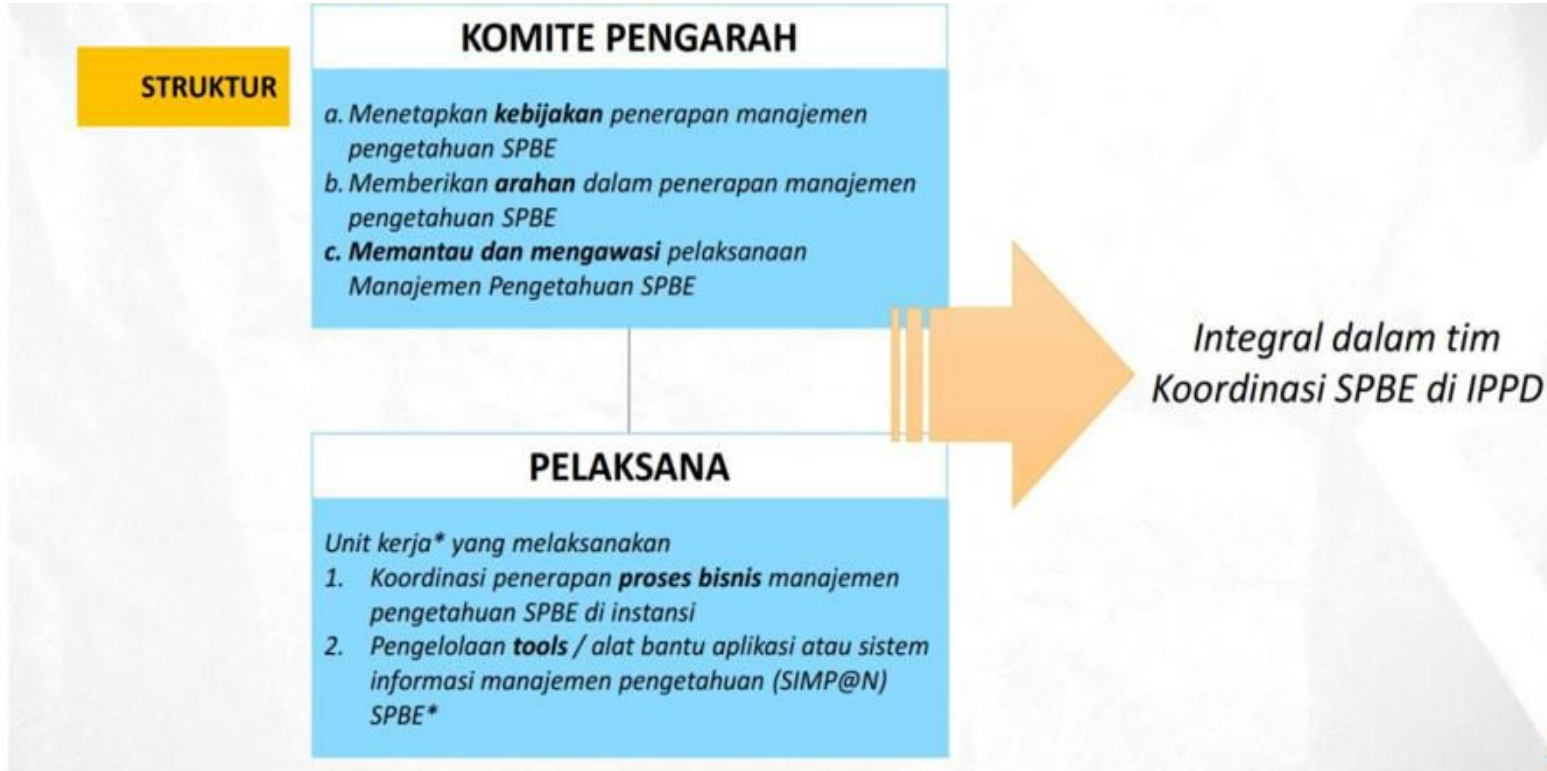 STRUKTUR
KOMITE PENGARAH
a. Menetapkan kebijakan penerapan manajemen
pengetahuan SPBE
b. Memberikan arahan dalam penerapan manajemen
pengetahuan SPBE
c. Memantau dan mengawasi pelaksanaan
Manajemen Pengetahuan SPBE
Integral dalam tim
Koordinasi SPBE di IPPD
PELAKSANA
Unit kerja* yang melaksanakan
1. Koordinasi penerapan proses bisnis manajemen
pengetahuan SPBE di instansi
2. Pengelolaan tools / alat bantu aplikasi atau sistem
informasi manajemen pengetahuan (SIMP@N)
SPBE*